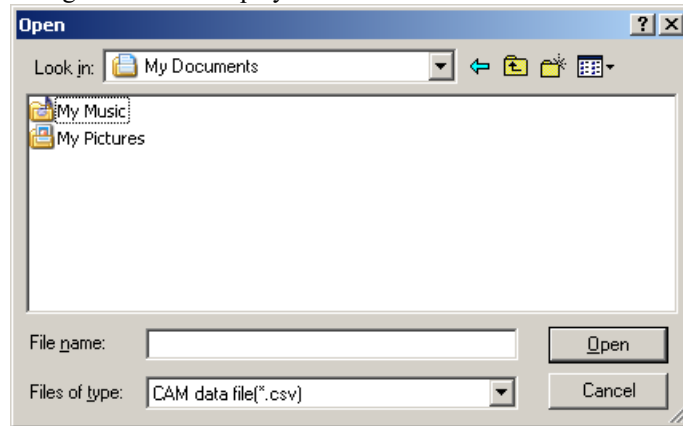 Open
Look in: My Documents
My Music
My Pictures
File name: Open
Files of type: CAM data file(*.csv) Cancel